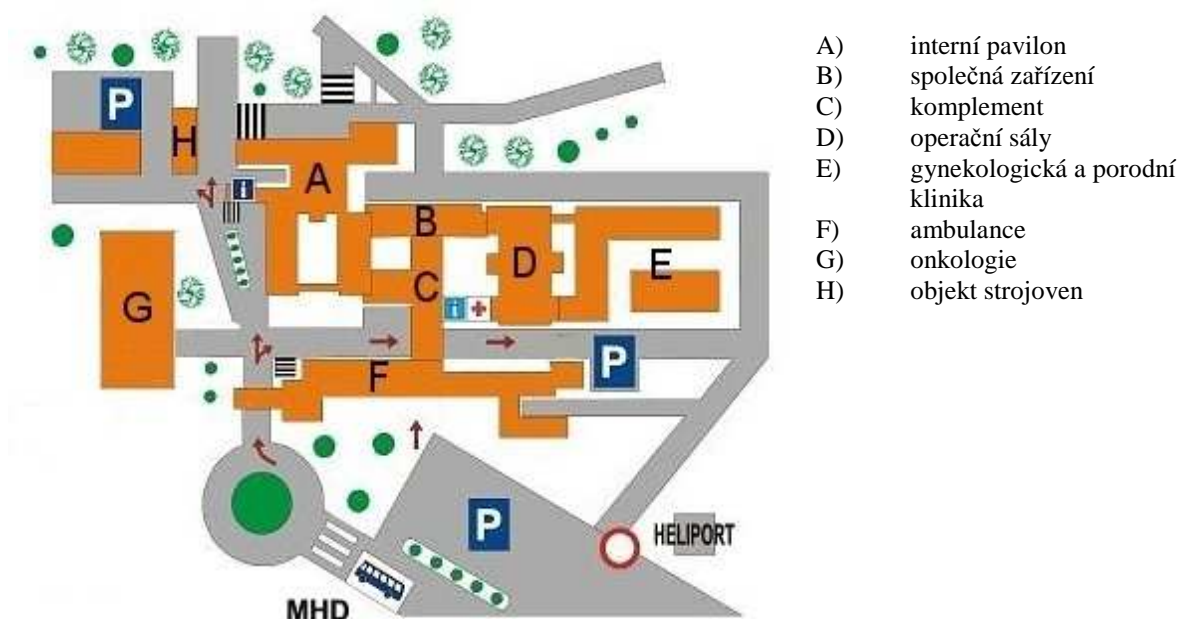 P
H
A
i
B
D
E
C
G
i
P
F
P
HELIPORT
MHD
A) interní pavilon
B) společná zařízení
C) komplement
D) operační sály
E) gynekologická a porodní
klinika
F) ambulance
G) onkologie
H) objekt strojoven